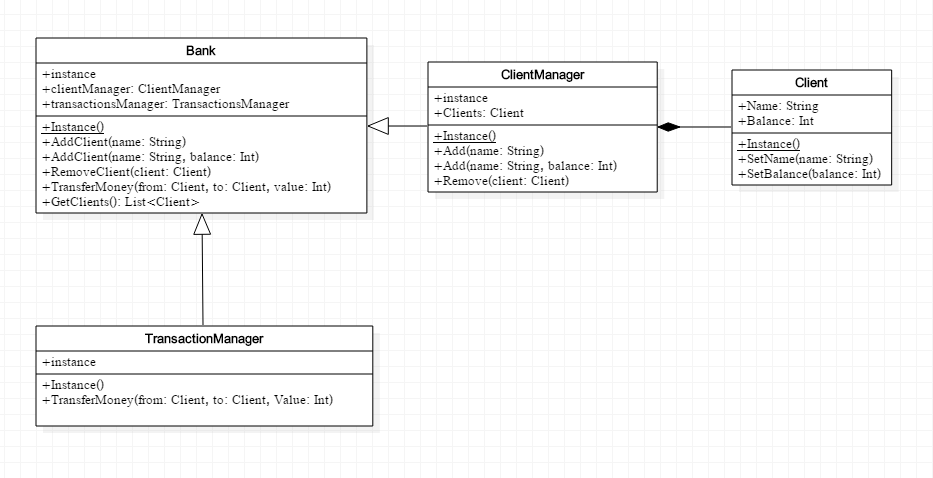 Bank
+instance
+clientManager: ClientManager
+transactionsManager: TransactionsManager
+Instance()
+AddClient(name: String)
+AddClient(name: String, balance: Int)
+RemoveClient(client: Client)
+TransferMoney(from: Client, to: Client, value: Int)
+GetClients(): List<Client>
ClientManager
+instance
+Clients: Client
+Instance()
+Add(name: String)
+Add(name: String, balance: Int)
+Remove(client: Client)
Client
+Name: String
+Balance: Int
+Instance()
+SetName(name: String)
+SetBalance(balance: Int)
TransactionManager
+instance
+Instance()
+TransferMoney(from: Client, to: Client, Value: Int)